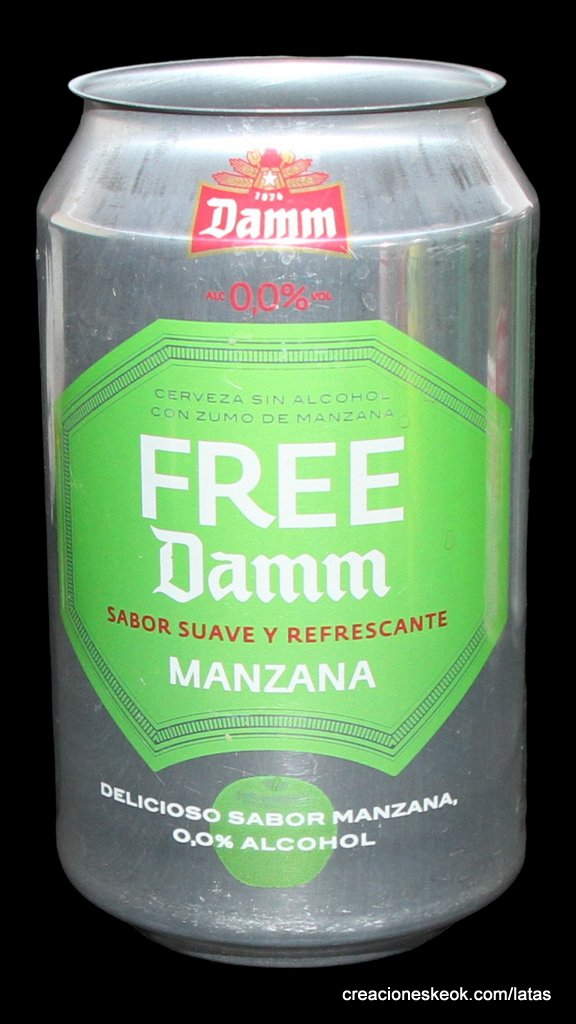 1876
Damm
ALC 0,0% VOL
CERVEZA SIN ALCOHOL
CON ZUMO DE MANZANA
FREE
Damm
SABOR SUAVE Y REFRESCANTE
MANZANA
DELICIOSO SABOR MANZANA,
0,0% ALCOHOL
creacioneskeok.com/latas